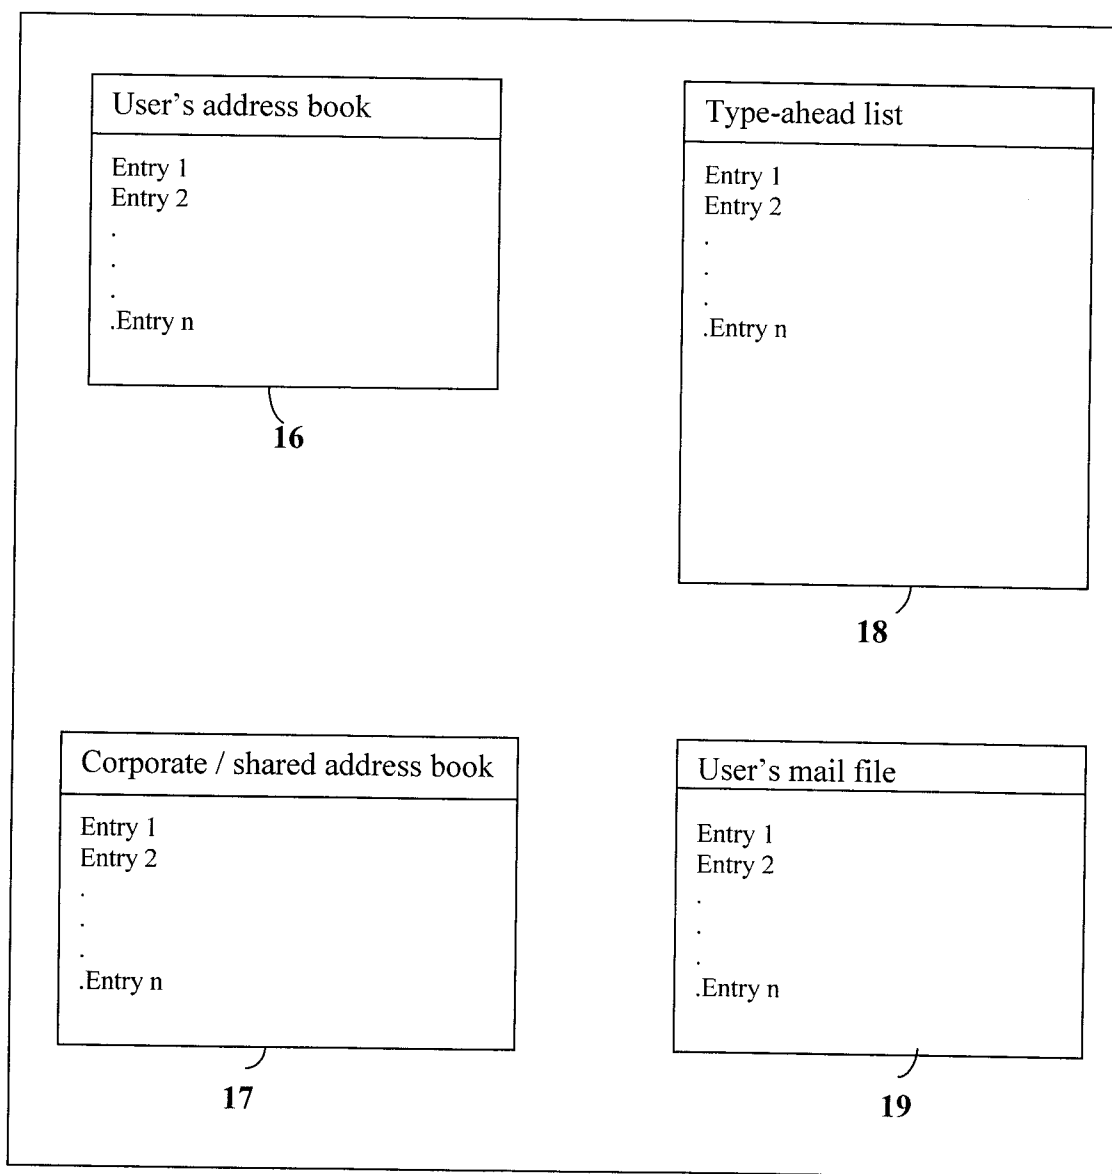 User's address book
Entry 1
Entry 2
.
.
.
.Entry n
16
Type-ahead list
Entry 1
Entry 2
.
.
.
.Entry n
18
Corporate / shared address book
Entry 1
Entry 2
.
.
.
.Entry n
17
User's mail file
Entry 1
Entry 2
.
.
.
.Entry n
19